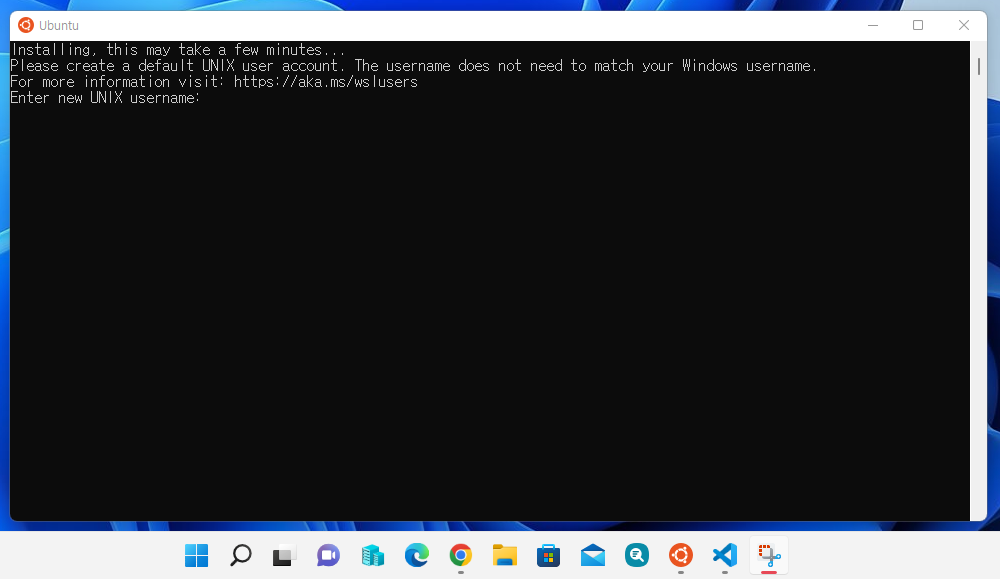 Ubuntu
Installing, this may take a few minutes...
Please create a default UNIX user account. The username does not need to match your Windows username.
For more information visit: https://aka.ms/wslusers
Enter new UNIX username: